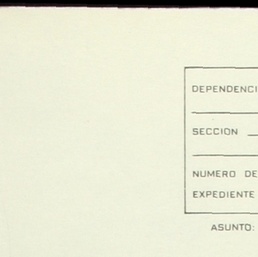 DEPENDENCI
SECCION
NUMERO DE
EXPEDIENTE
ASUNTO: